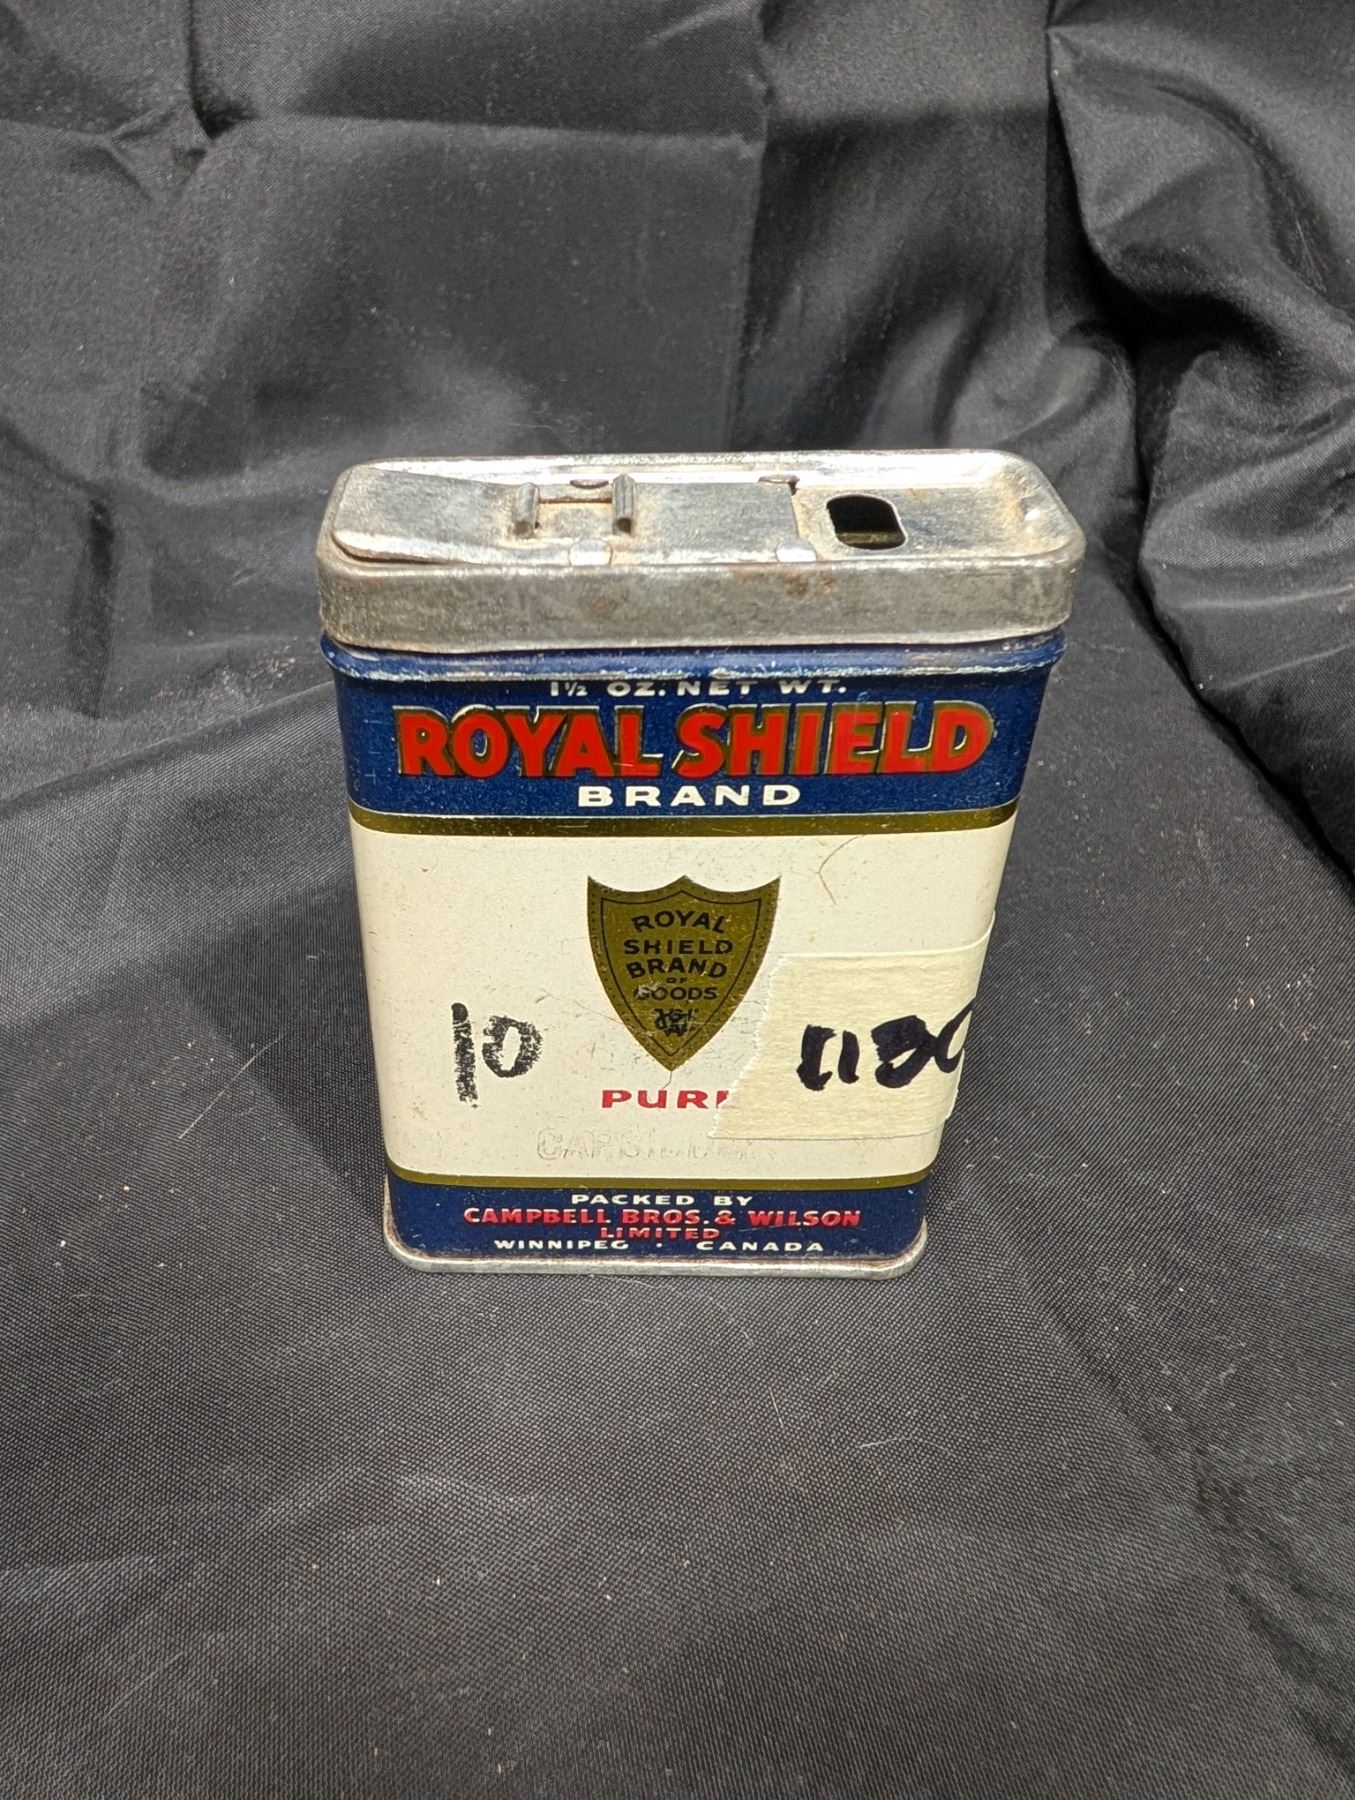 1½ OZ. NET WT.
ROYAL SHIELD
BRAND
ROYAL
SHIELD
BRAND
OF
GOODS
10
PURE
PACKED BY
CAMPBELL BROS. & WILSON
LIMITED
WINNIPEG · CANADA